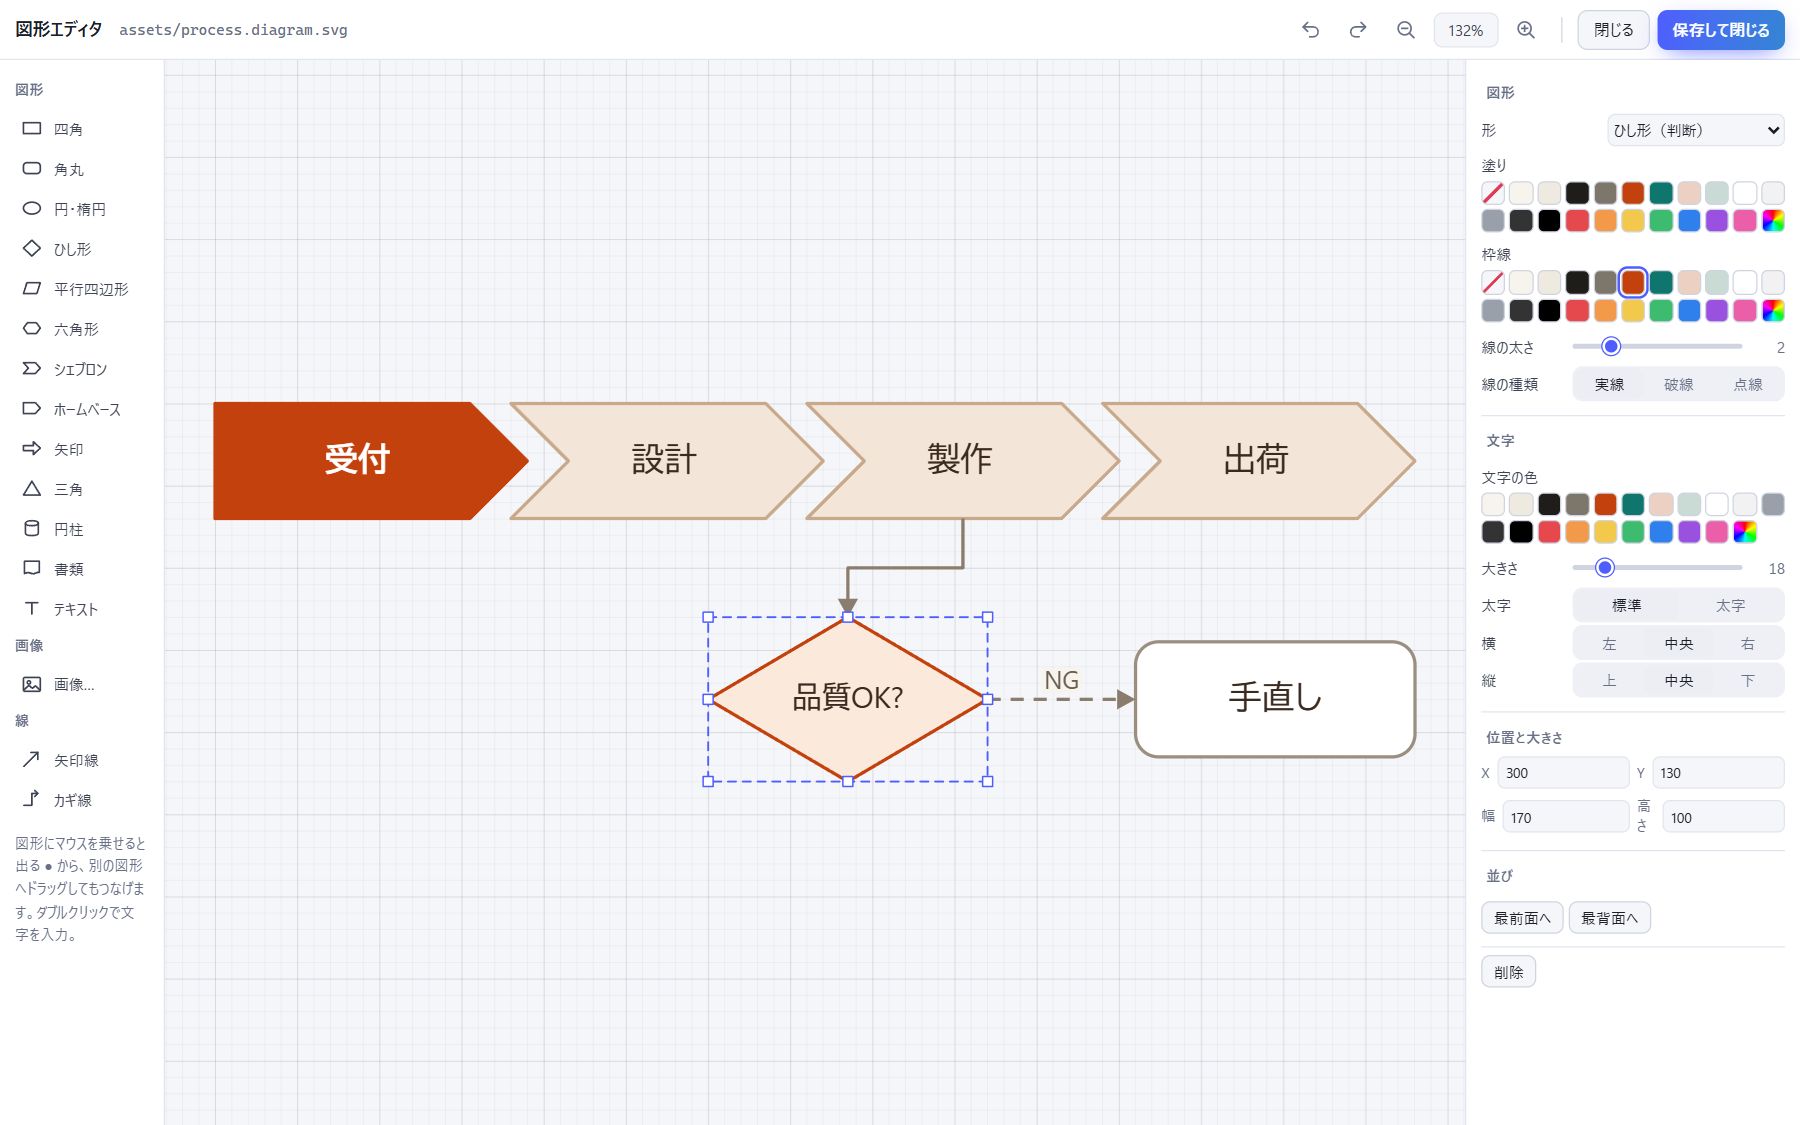 図形エディタ assets/process.diagram.svg
132%
閉じる
保存して閉じる
図形
四角
角丸
円・楕円
ひし形
平行四辺形
六角形
シェブロン
ホームベース
矢印
三角
円柱
書類
テキスト
画像
画像...
線
矢印線
カギ線
図形にマウスを乗せると
出る ● から、別の図形
へドラッグしてもつなげま
す。ダブルクリックで文
字を入力。
受付
設計
製作
出荷
品質OK?
NG
手直し
図形
形 ひし形（判断）
塗り
枠線
線の太さ 2
線の種類 実線 破線 点線
文字
文字の色
大きさ 18
太字 標準 太字
横 左 中央 右
縦 上 中央 下
位置と大きさ
X 300 Y 130
幅 170 高さ 100
並び
最前面へ 最背面へ
削除